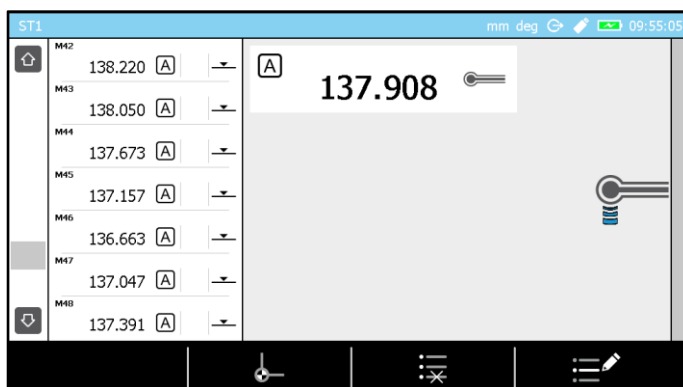 ST1 mm deg 09:55:05
M42
138.220 A
M43
138.050 A
M44
137.673 A
M45
137.157 A
M46
136.663 A
M47
137.047 A
M48
137.391 A
A
137.908